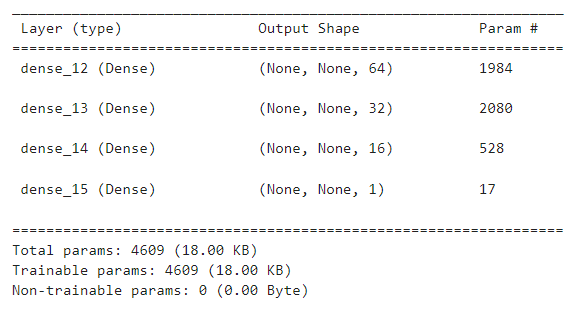 Layer (type) Output Shape Param #
dense_12 (Dense) (None, None, 64) 1984
dense_13 (Dense) (None, None, 32) 2080
dense_14 (Dense) (None, None, 16) 528
dense_15 (Dense) (None, None, 1) 17
Total params: 4609 (18.00 KB)
Trainable params: 4609 (18.00 KB)
Non-trainable params: 0 (0.00 Byte)